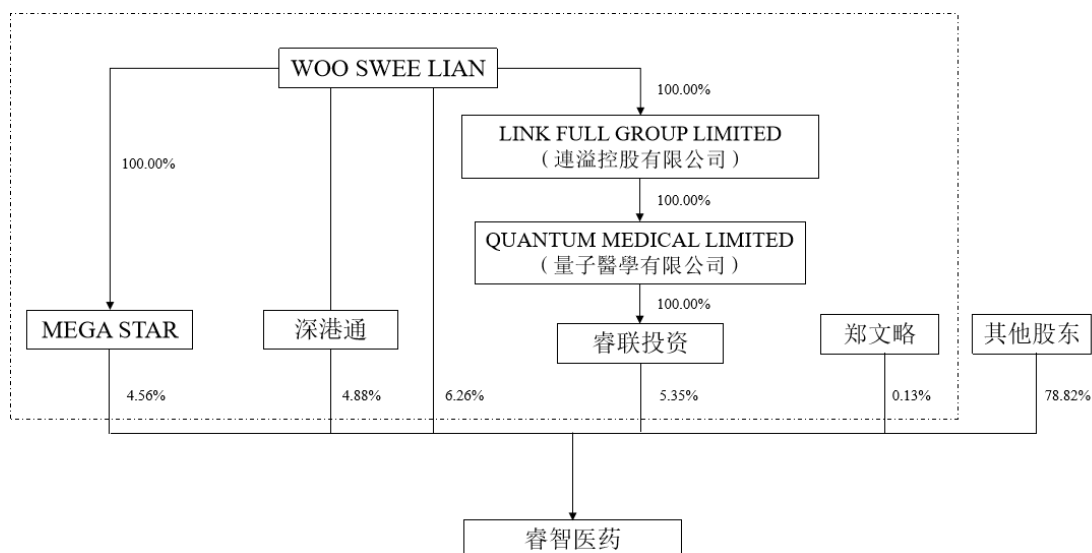 WOO SWEE LIAN
100.00%
LINK FULL GROUP LIMITED
（連溢控股有限公司）
100.00%
100.00%
QUANTUM MEDICAL LIMITED
（量子醫學有限公司）
100.00%
MEGA STAR
深港通
睿联投资
郑文略
其他股东
4.56%
4.88%
6.26%
5.35%
0.13%
78.82%
睿智医药